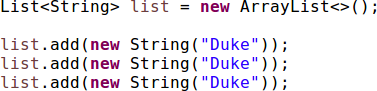 List<String> list = new ArrayList<>();
list.add(new String("Duke"));
list.add(new String("Duke"));
list.add(new String("Duke"));